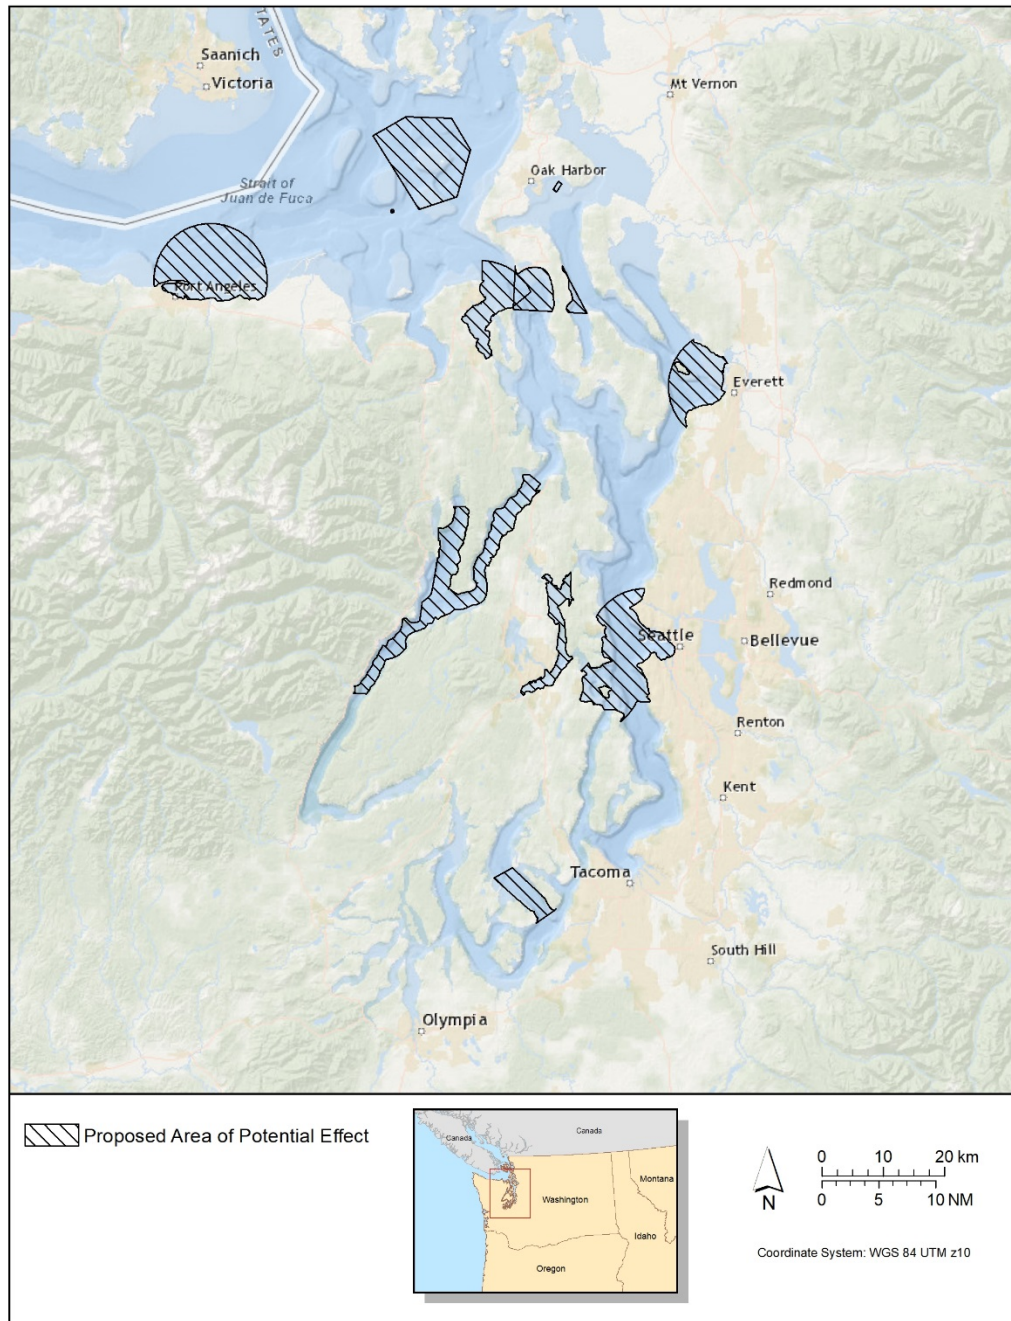 TATES
Saanich
Victoria
Mt Vernon
Oak Harbor
Strait of
Juan de Fuca
Port Angeles
Everett
Redmond
Seattle
Bellevue
Renton
Kent
Tacoma
South Hill
Olympia
Proposed Area of Potential Effect
Canada
Canada
Washington
Montana
Idaho
Oregon
N
0 10 20 km
0 5 10 NM
Coordinate System: WGS 84 UTM z10